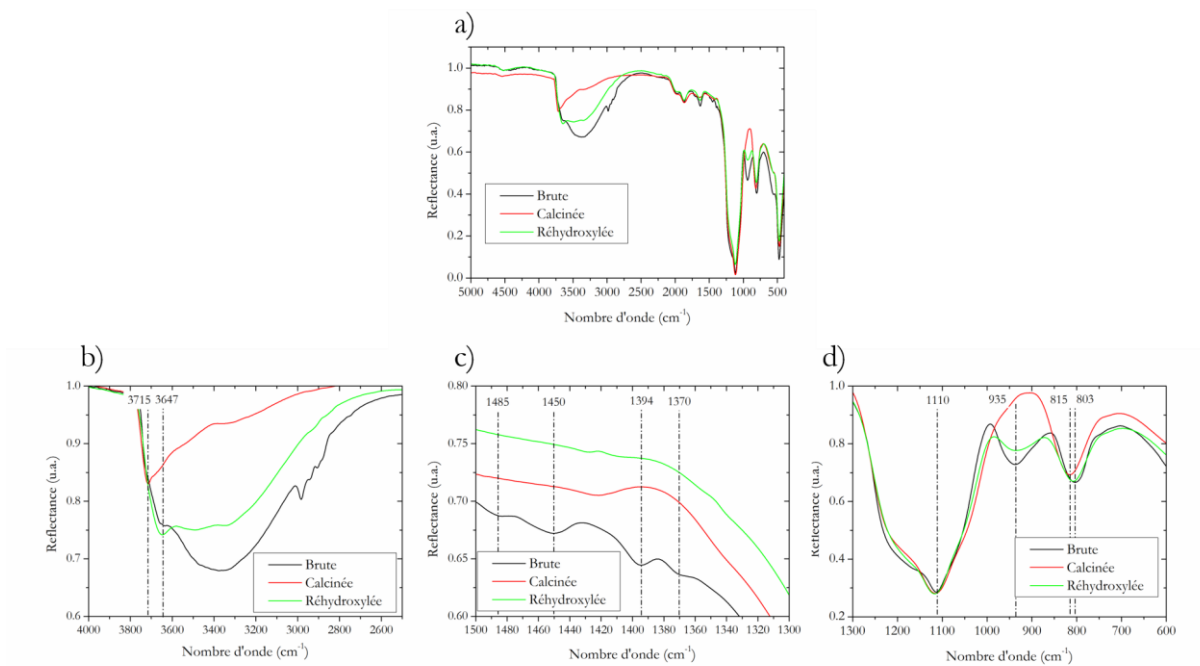 a)
1.0
0.8
0.6
0.4
0.2
0.0
Reflectance (u.a.)
Brute
Calcinée
Réhydroxylée
5000 4500 4000 3500 3000 2500 2000 1500 1000 500
Nombre d'onde (cm-1)
b)
3715 3647
1.0
0.9
0.8
0.7
0.6
Reflectance (u.a.)
Brute
Calcinée
Réhydroxylée
4000 3600 3200 2800
Nombre d'onde (cm-1)
c)
1485 1450 1394 1370
0.80
0.75
0.70
0.65
0.60
Reflectance (u.a.)
Brute
Calcinée
Réhydroxylée
1500 1480 1460 1440 1420 1400 1380 1360 1340 1320 1300
Nombre d'onde (cm-1)
d)
1110 935 815 803
1.0
0.8
0.6
0.4
0.2
Reflectance (u.a.)
Brute
Calcinée
Réhydroxylée
1300 1200 1100 1000 900 800 700 600
Nombre d'onde (cm-1)